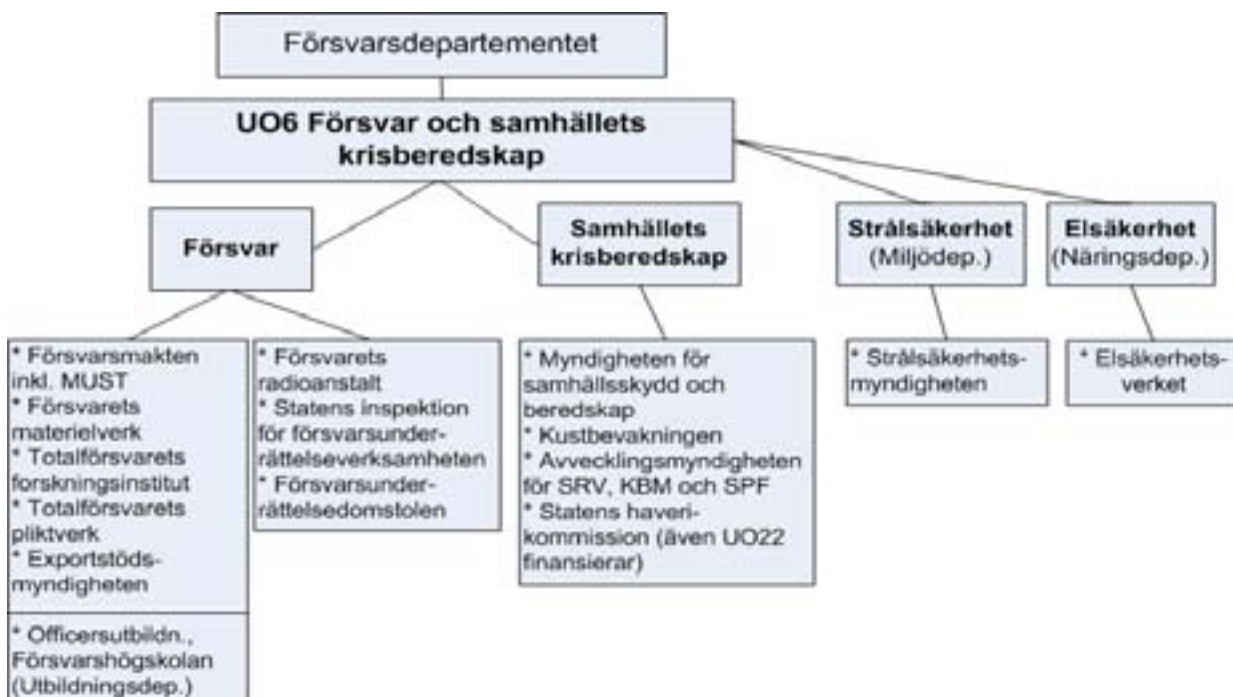 Försvarsdepartementet
UO6 Försvar och samhällets
krisberedskap
Försvar
Samhällets
krisberedskap
Strålsäkerhet
(Miljödep.)
Elsäkerhet
(Näringsdep.)
* Försvarsmakten
inkl. MUST
* Försvarets
materielverk
* Totalförsvarets
forskningsinstitut
* Totalförsvarets
pliktverk
* Exportstöds-
myndigheten
* Officersutbildn.,
Försvarshögskolan
(Utbildningsdep.)
* Försvarets
radioanstalt
* Statens inspektion
för försvarsunder-
rättelseverksamheten
* Försvarsunder-
rättelsedomstolen
* Myndigheten för
samhällsskydd och
beredskap
* Kustbevakningen
* Avvecklingsmyndigheten
för SRV, KBM och SPF
* Statens haveri-
kommission (även UO22
finansierar)
* Strålsäkerhets-
myndigheten
* Elsäkerhets-
verket